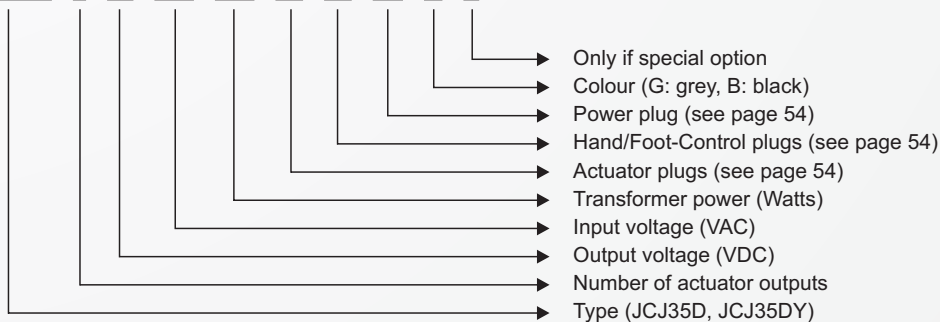 Only if special option
Colour (G: grey, B: black)
Power plug (see page 54)
Hand/Foot-Control plugs (see page 54)
Actuator plugs (see page 54)
Transformer power (Watts)
Input voltage (VAC)
Output voltage (VDC)
Number of actuator outputs
Type (JCJ35D, JCJ35DY)